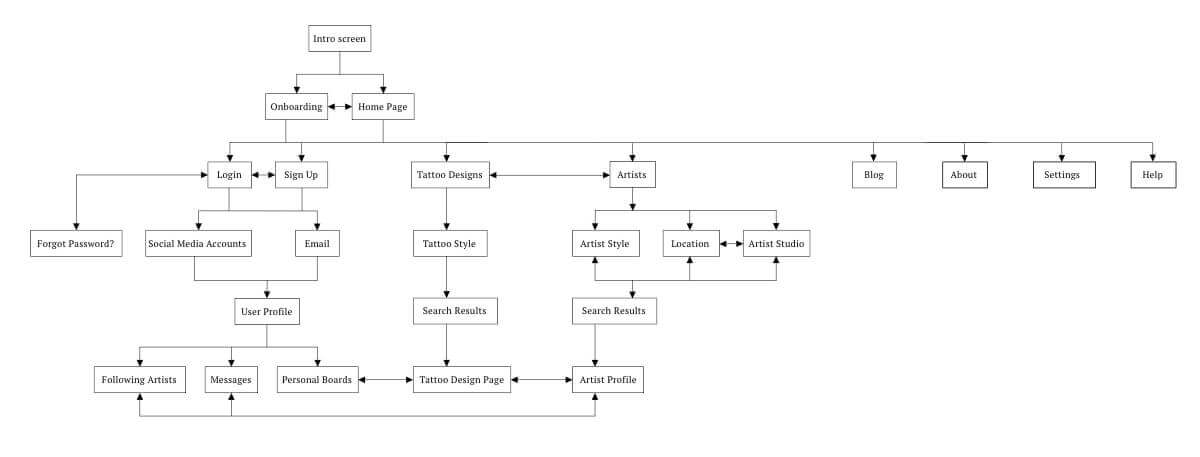 Intro screen
Onboarding
Home Page
Login
Sign Up
Tattoo Designs
Artists
Blog
About
Settings
Help
Forgot Password?
Social Media Accounts
Email
Tattoo Style
Artist Style
Location
Artist Studio
User Profile
Search Results
Search Results
Following Artists
Messages
Personal Boards
Tattoo Design Page
Artist Profile